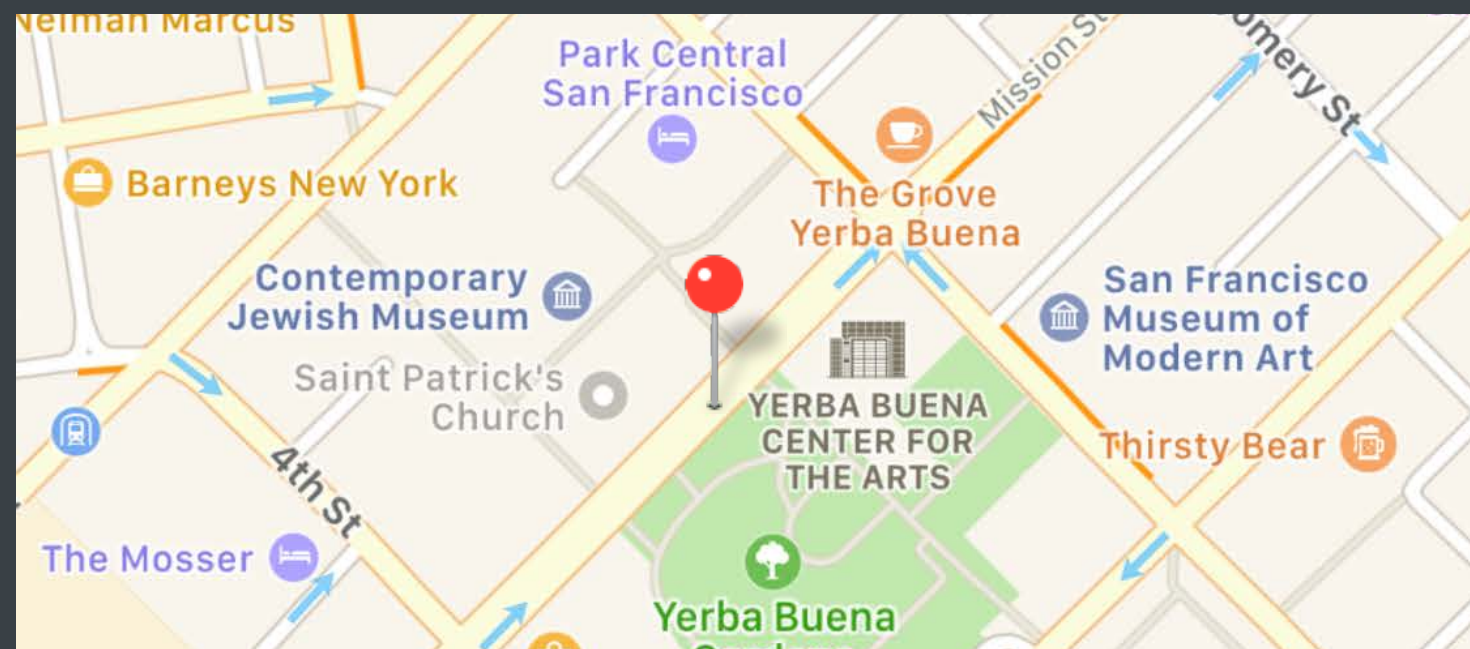 Neiman Marcus
Park Central
San Francisco
Mission St
Barneys New York
The Grove
Yerba Buena
Contemporary
Jewish Museum
San Francisco
Museum of
Modern Art
Saint Patrick's
Church
YERBA BUENA
CENTER FOR
THE ARTS
Thirsty Bear
4th St
The Mosser
Yerba Buena